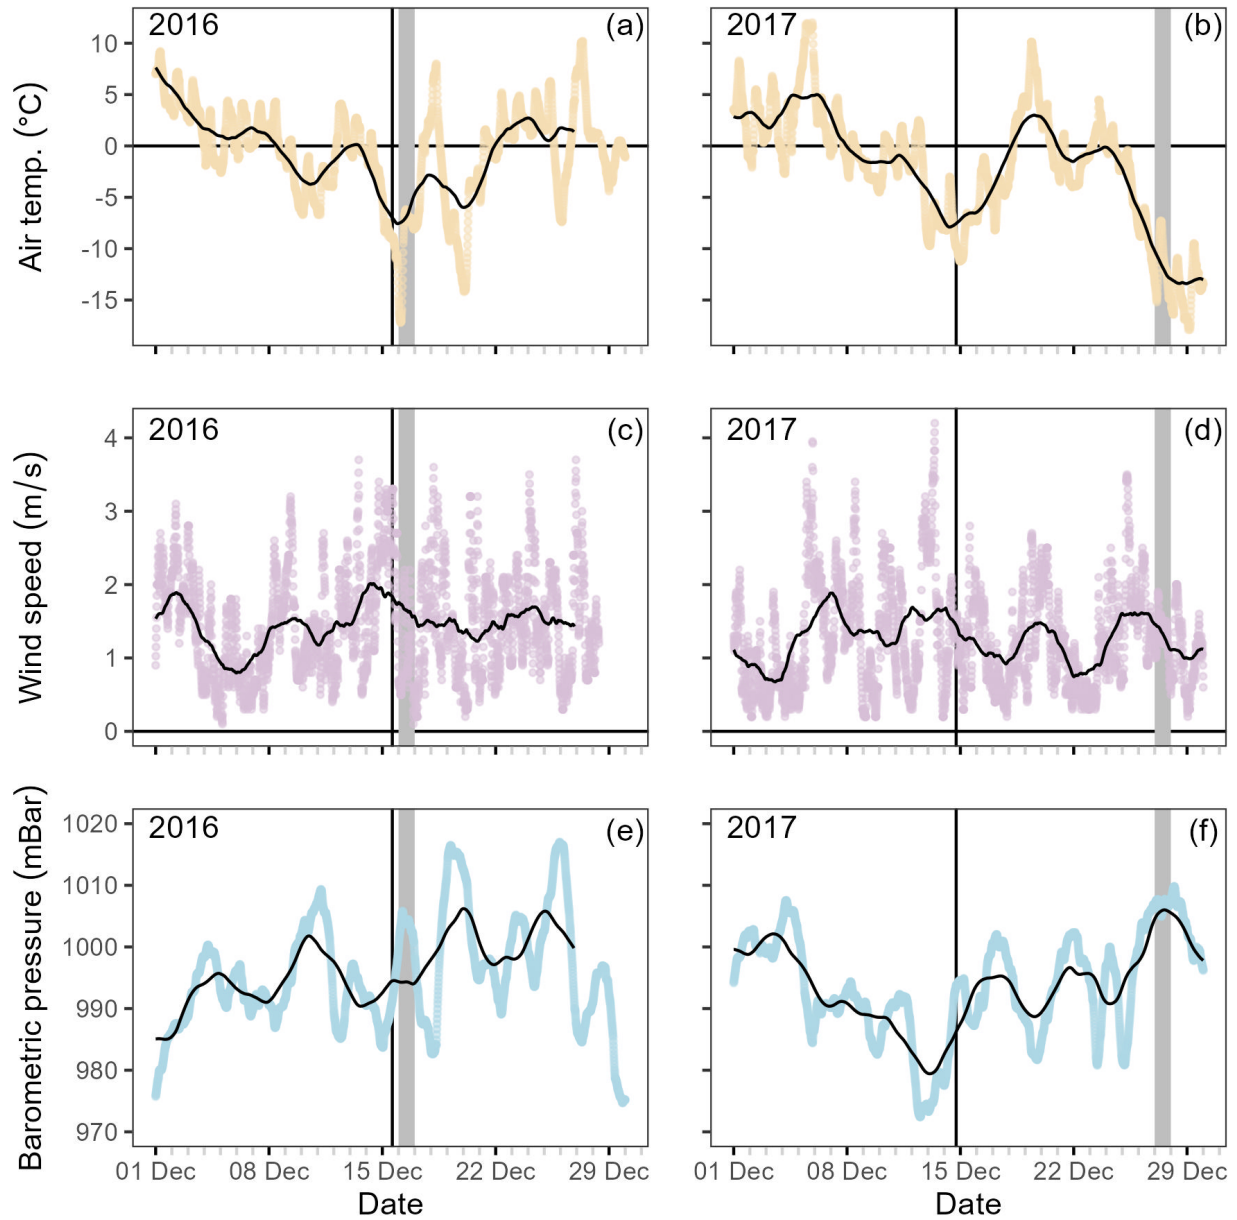 2016
(a)
2017
(b)
Air temp. (°C)
10
5
0
-5
-10
-15
2016
(c)
2017
(d)
Wind speed (m/s)
4
3
2
1
0
2016
(e)
2017
(f)
Barometric pressure (mBar)
1020
1010
1000
990
980
970
01 Dec 08 Dec 15 Dec 22 Dec 29 Dec
01 Dec 08 Dec 15 Dec 22 Dec 29 Dec
Date
Date